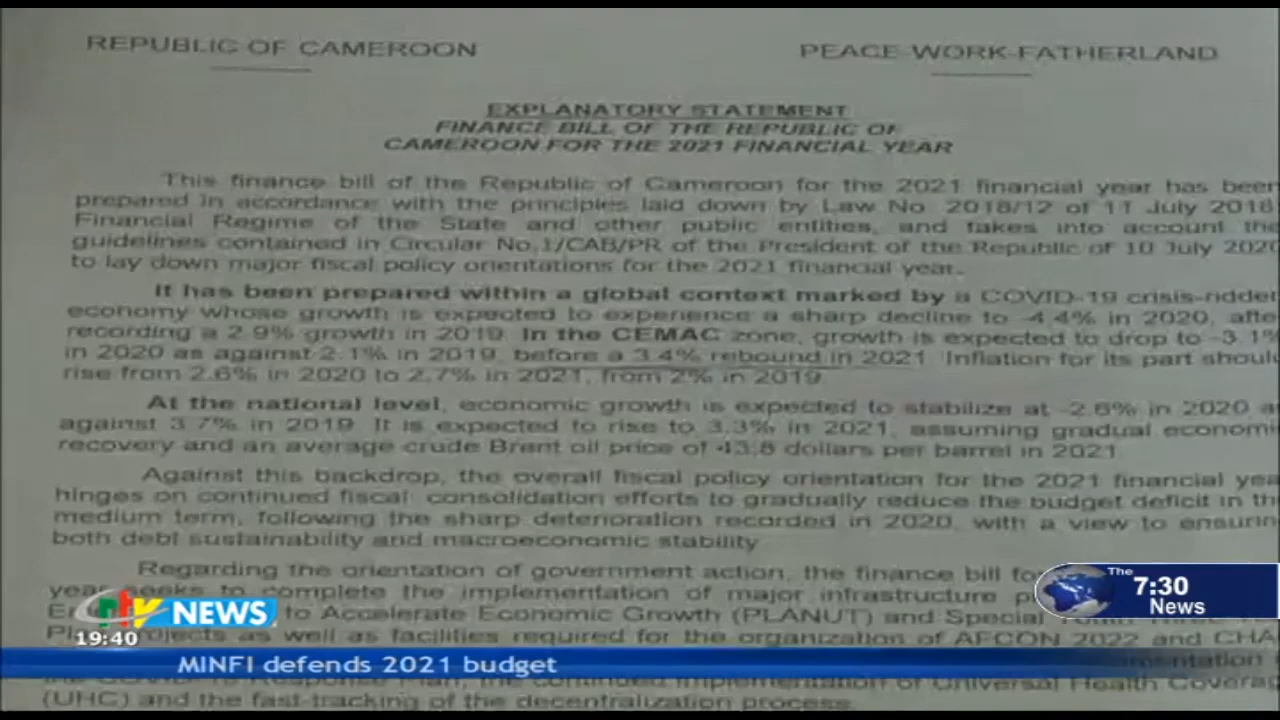 REPUBLIC OF CAMEROON
PEACE-WORK-FATHERLAND
EXPLANATORY STATEMENT
FINANCE BILL OF THE REPUBLIC OF
CAMEROON FOR THE 2021 FINANCIAL YEAR
This finance bill of the Republic of Cameroon for the 2021 financial year has been
prepared in accordance with the principles laid down by Law No. 2018/12 of 11 July 2018
Financial Regime of the State and other public entities, and takes into account the
guidelines contained in Circular No.1/CAB/PR of the President of the Republic of 10 July 2020
to lay down major fiscal policy orientations for the 2021 financial year.
It has been prepared within a global context marked by a COVID-19 crisis-ridden
economy whose growth is expected to experience a sharp decline to -4.4% in 2020, after
recording a 2.9% growth in 2019. In the CEMAC zone, growth is expected to drop to -3.1%
in 2020 as against 2.1% in 2019, before a 3.4% rebound in 2021. Inflation for its part should
rise from 2.6% in 2020 to 2.7% in 2021, from 2% in 2019.
At the national level, economic growth is expected to stabilize at -2.6% in 2020 a
against 3.7% in 2019. It is expected to rise to 3.3% in 2021, assuming gradual economi
recovery and an average crude Brent oil price of 43.8 dollars per barrel in 2021.
Against this backdrop, the overall fiscal policy orientation for the 2021 financial yea
hinges on continued fiscal consolidation efforts to gradually reduce the budget deficit in th
medium term, following the sharp deterioration recorded in 2020, with a view to ensurin
both debt sustainability and macroeconomic stability.
Regarding the orientation of government action, the finance bill fo
year seeks to complete the implementation of major infrastructure p
to Accelerate Economic Growth (PLANUT) and Special
projects as well as facilities required for the organization of AFCON 2022 and CHA
Response Plan, the continued implementation of Universal Health Coverag
(UHC) and the fast-tracking of the decentralization process.
The 7:30
News
NEWS
19:40
MINFI defends 2021 budget